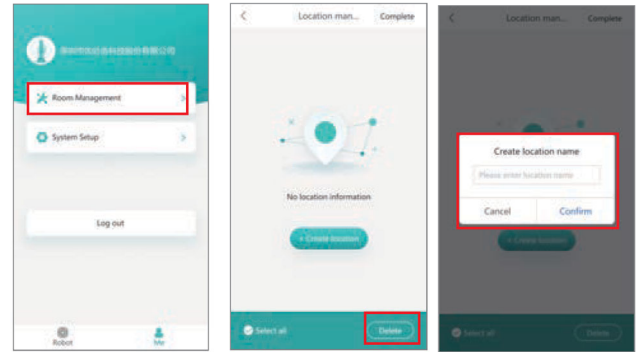 Room Management
System Setup
Log out
Robot
Me
Location man... Complete
No location information
+ Create location
Select all
Delete
Location man... Complete
Create location name
Please enter location name
Cancel Confirm
+ Create location
Select all
Delete